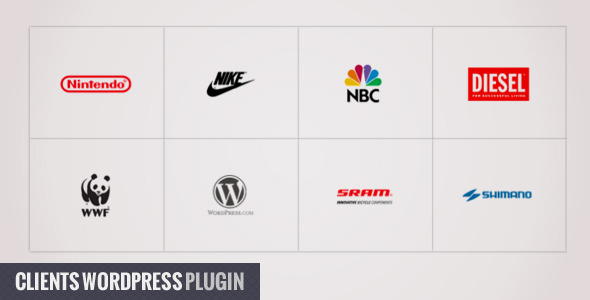 Nintendo
NIKE
NBC
DIESEL
FOR SUCCESSFUL LIVING
WWF
WORDPRESS.COM
SRAM
INNOVATIVE BICYCLE COMPONENTS
SHIMANO
CLIENTS WORDPRESS PLUGIN